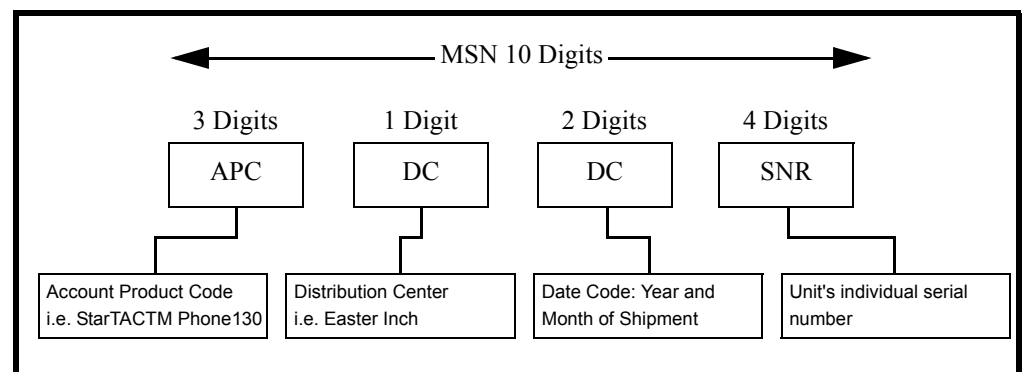 MSN 10 Digits
3 Digits
1 Digit
2 Digits
4 Digits
APC
DC
DC
SNR
Account Product Code
i.e. StarTACTM Phone130
Distribution Center
i.e. Easter Inch
Date Code: Year and
Month of Shipment
Unit's individual serial
number